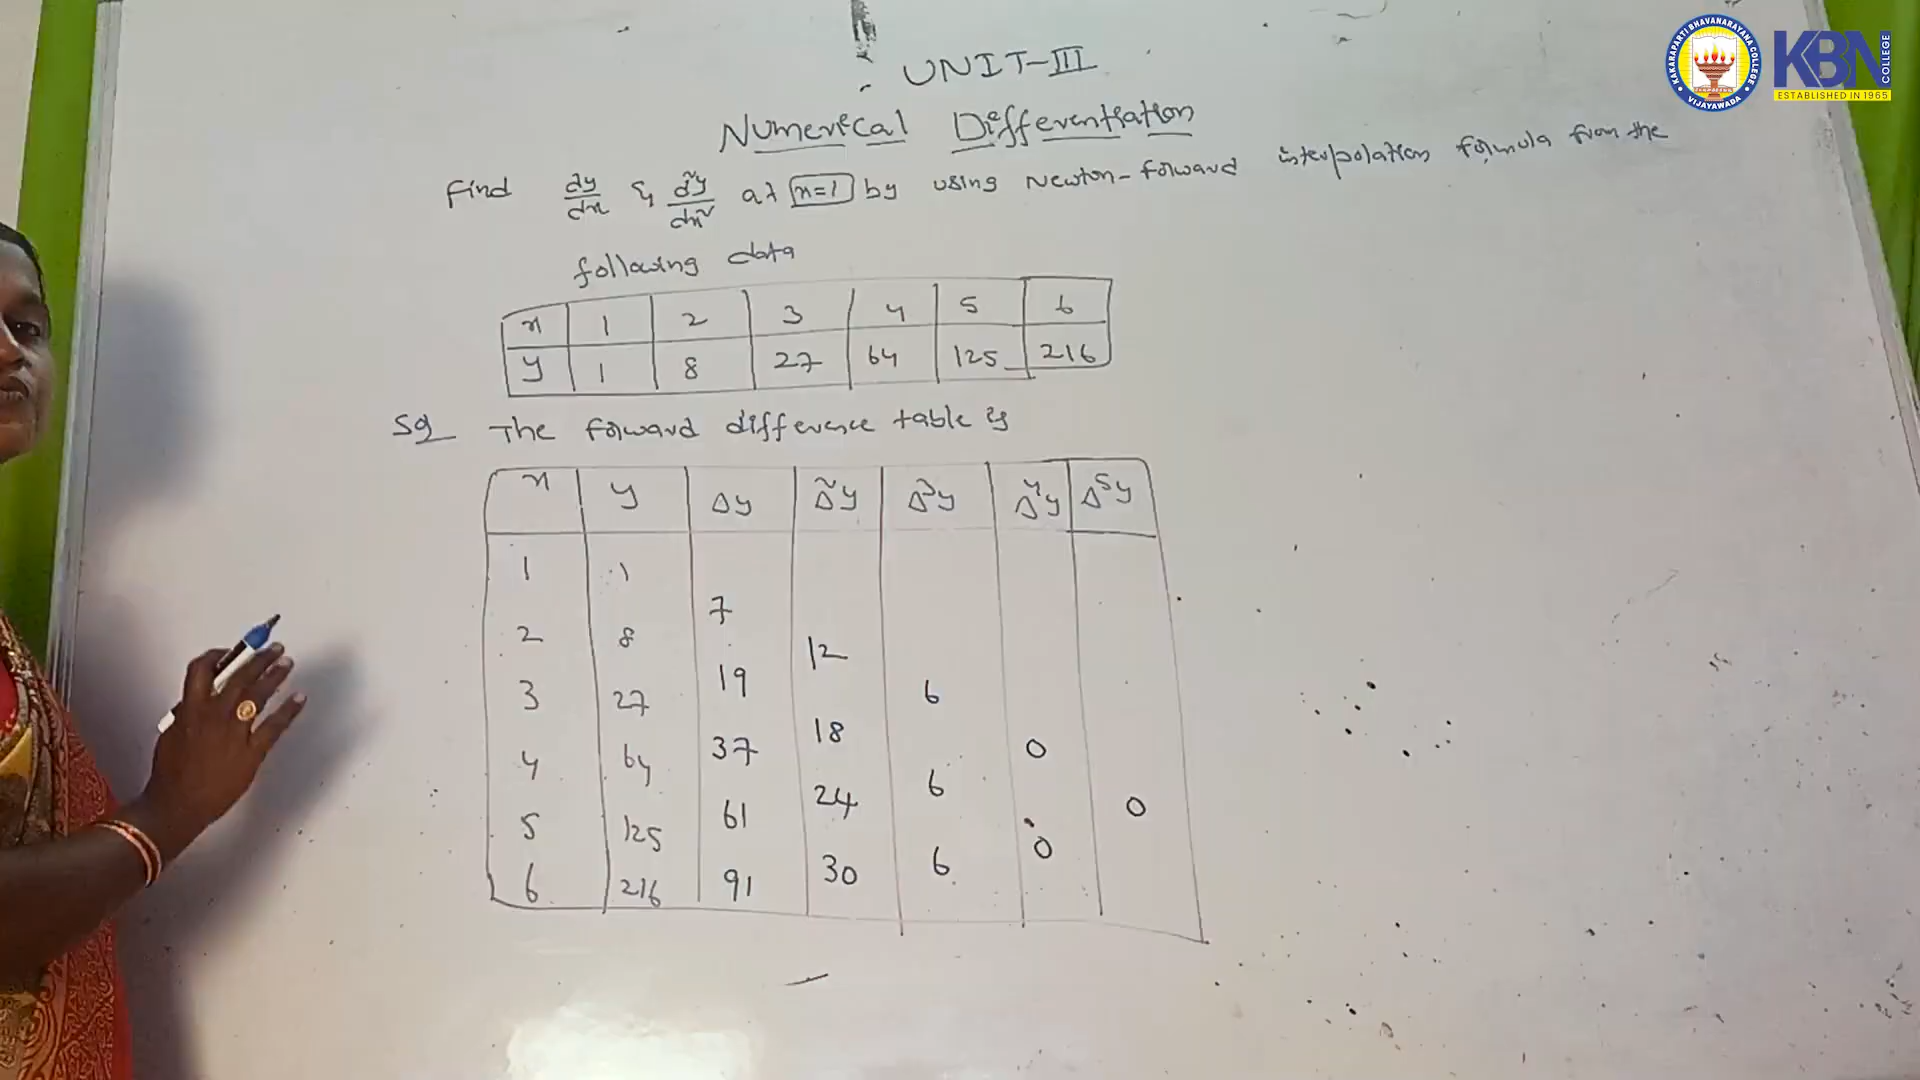 KAKARAPARTI BHAVANARAYANA COLLEGE
VIJAYAWADA
KBN COLLEGE
ESTABLISHED IN 1965
UNIT-III
Numerical Differentiation
Find dy/dx & d²y/dx² at x=1 by using Newton-forward interpolation formula from the
following data
x 1 2 3 4 5 6
y 1 8 27 64 125 216
Sol The forward difference table is
x y Δy Δ²y Δ³y Δ⁴y Δ⁵y
1 1
7
2 8
12
3 27 19 6
18
4 64 37 0
24 6
5 125 61 0 0
6 216 91 30 6